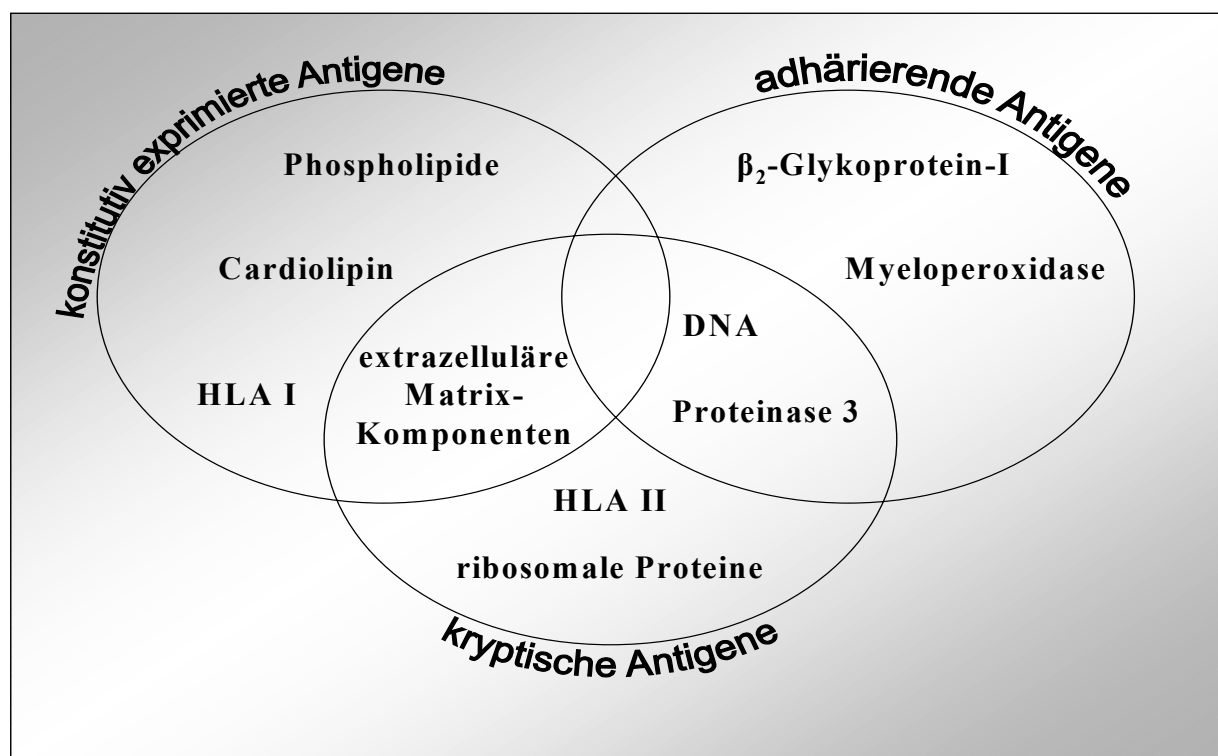 konstitutiv exprimierte Antigene
adhärierende Antigene
Phospholipide
β₂-Glykoprotein-I
Cardiolipin
Myeloperoxidase
DNA
extrazelluläre
Matrix-
Komponenten
HLA I
Proteinase 3
HLA II
ribosomale Proteine
kryptische Antigene